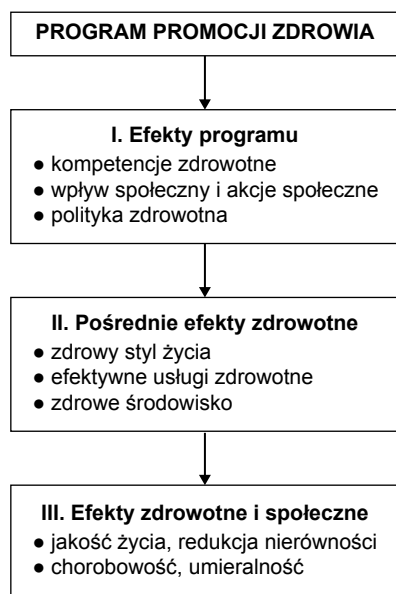 PROGRAM PROMOCJI ZDROWIA
I. Efekty programu
● kompetencje zdrowotne
● wpływ społeczny i akcje społeczne
● polityka zdrowotna
II. Pośrednie efekty zdrowotne
● zdrowy styl życia
● efektywne usługi zdrowotne
● zdrowe środowisko
III. Efekty zdrowotne i społeczne
● jakość życia, redukcja nierówności
● chorobowość, umieralność